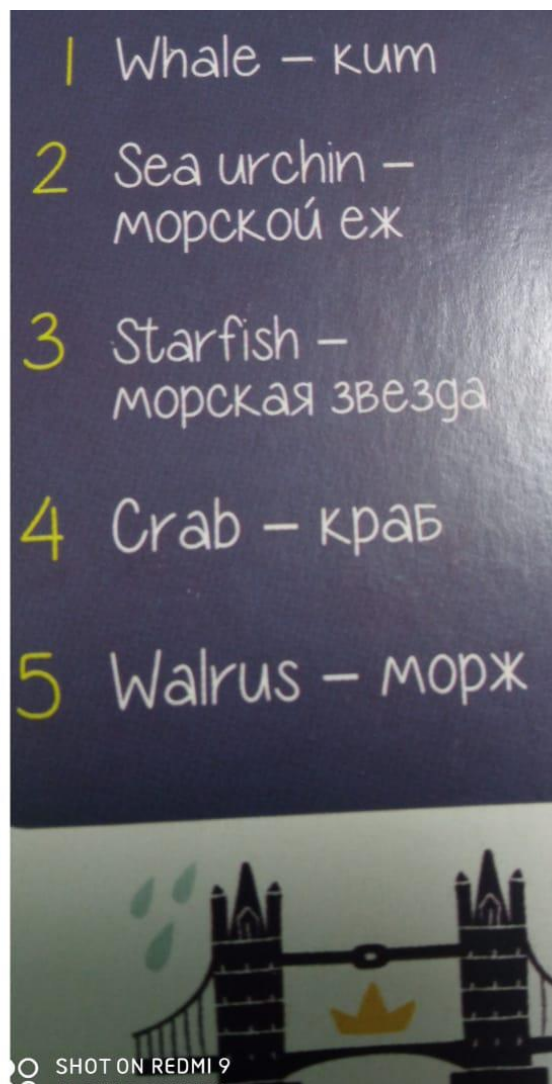 1 Whale – кит
2 Sea urchin –
морской еж
3 Starfish –
морская звезда
4 Crab – краб
5 Walrus – морж
SHOT ON REDMI 9